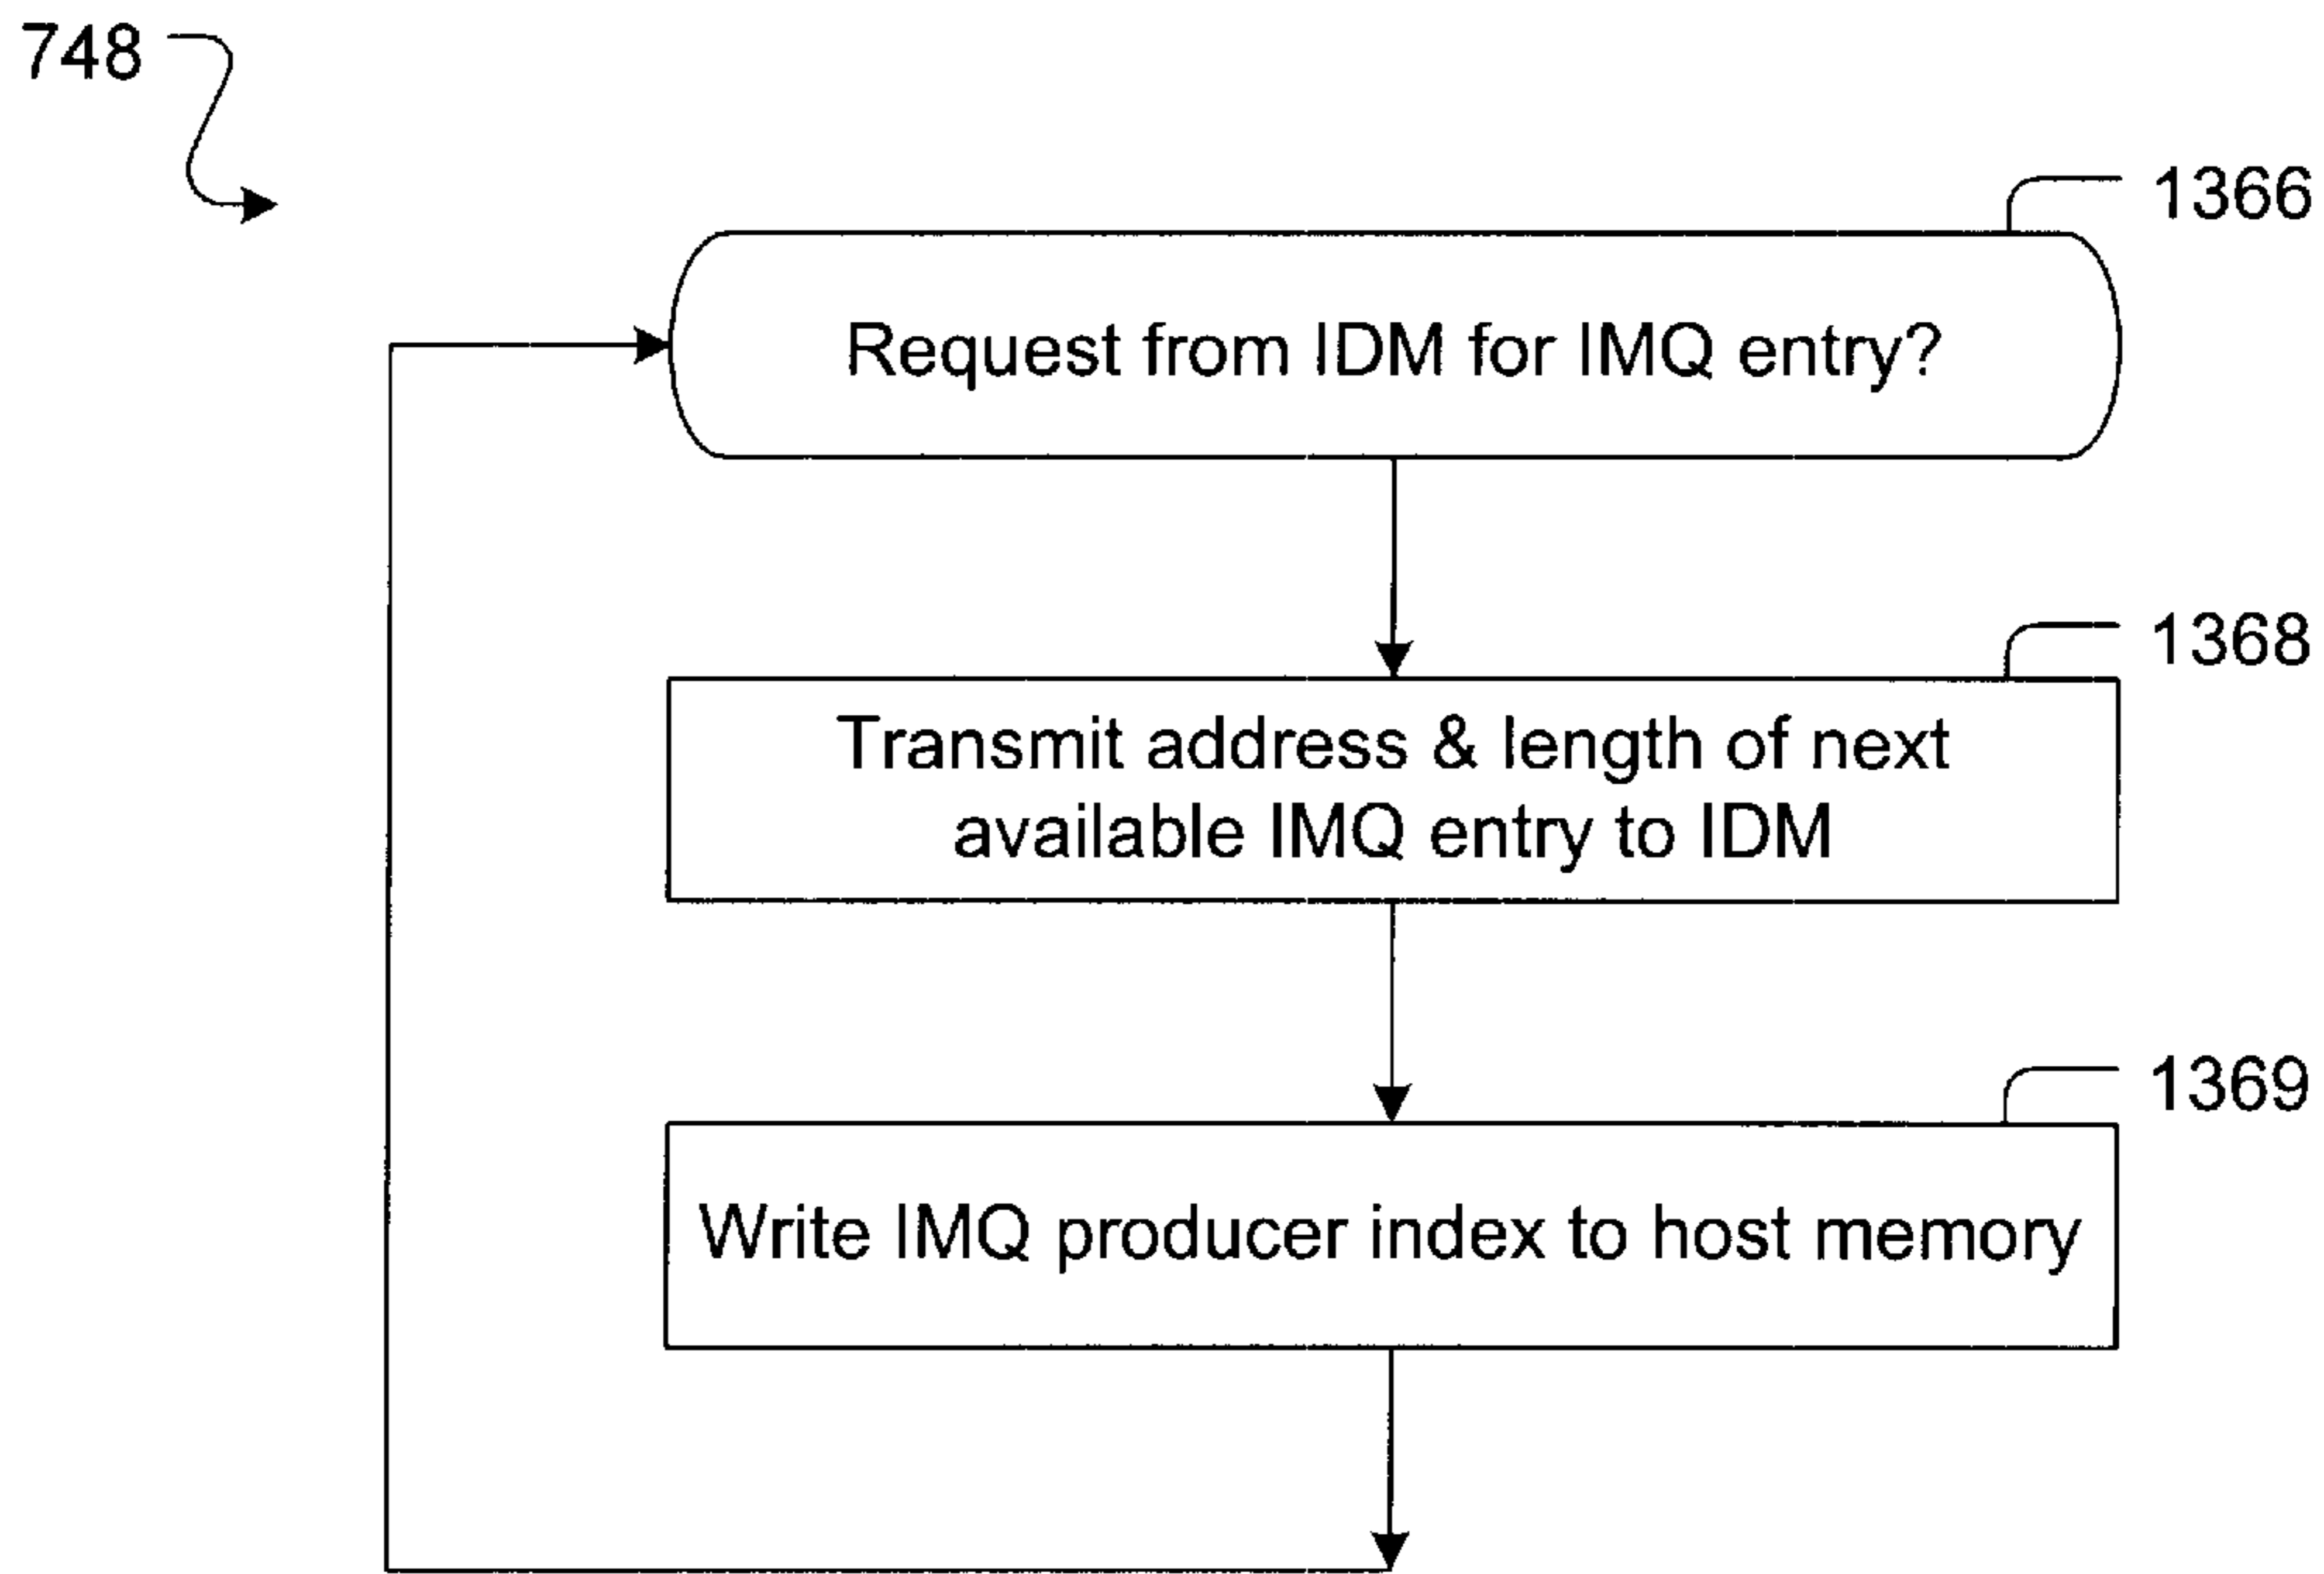 748
1366
Request from IDM for IMQ entry?
1368
Transmit address & length of next
available IMQ entry to IDM
1369
Write IMQ producer index to host memory